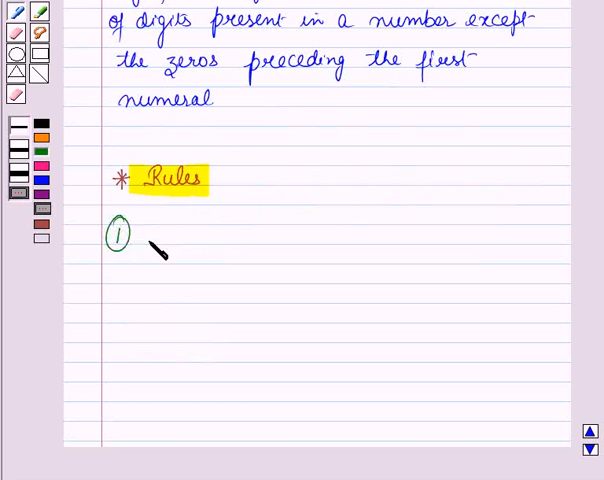 of digits present in a number except
the zeros preceding the first
numeral
* Rules
1